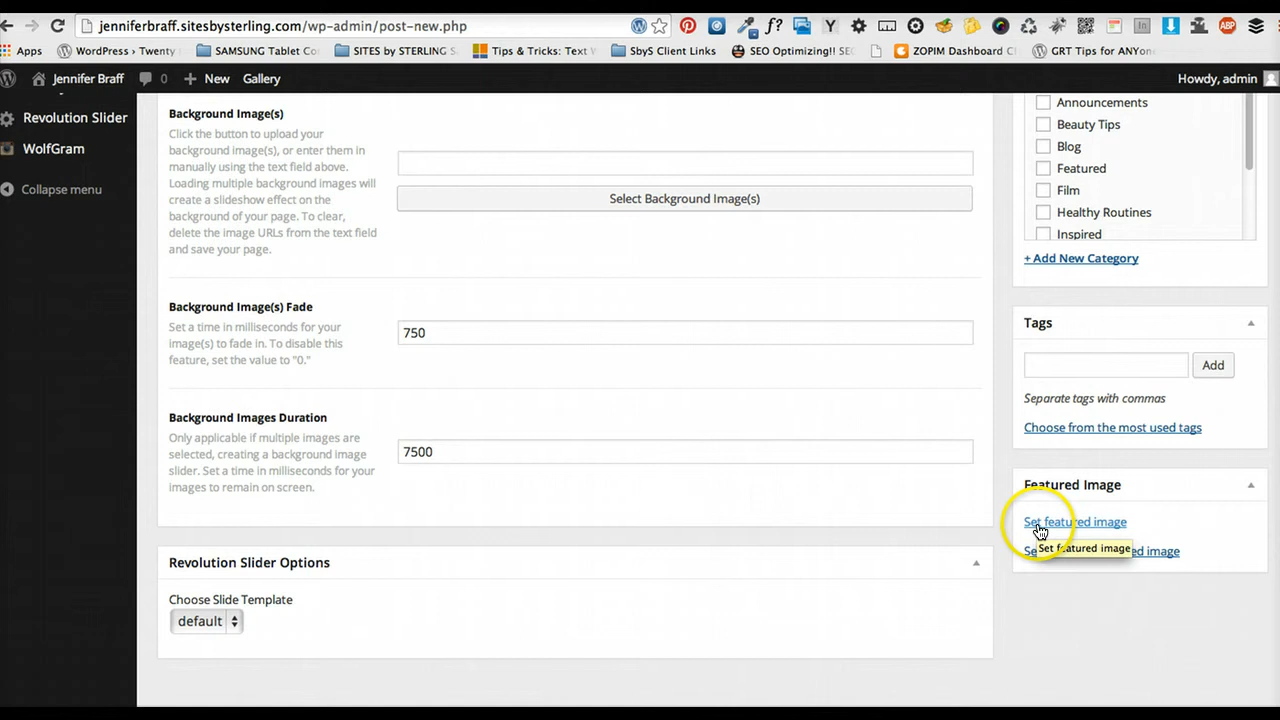 jenniferbraff.sitesbysterling.com/wp-admin/post-new.php
Apps WordPress › Twenty SAMSUNG Tablet Co SITES by STERLING S Tips & Tricks: Text W SbyS Client Links SEO Optimizing!! ZOPIM Dashboard C GRT Tips for ANYo
Jennifer Braff 0 + New Gallery Howdy, admin
Revolution Slider
WolfGram
Collapse menu
Background Image(s)
Click the button to upload your
background image(s), or enter them in
manually using the text field above.
Loading multiple background images will
create a slideshow effect on the
background of your page. To clear,
delete the image URLs from the text field
and save your page.
Select Background Image(s)
Background Image(s) Fade
Set a time in milliseconds for your
image(s) to fade in. To disable this
feature, set the value to "0."
750
Background Images Duration
Only applicable if multiple images are
selected, creating a background image
slider. Set a time in milliseconds for your
images to remain on screen.
7500
Revolution Slider Options
Choose Slide Template
default
Announcements
Beauty Tips
Blog
Featured
Film
Healthy Routines
Inspired
+ Add New Category
Tags
Add
Separate tags with commas
Choose from the most used tags
Featured Image
Set featured image
Set featured image
Se ed image